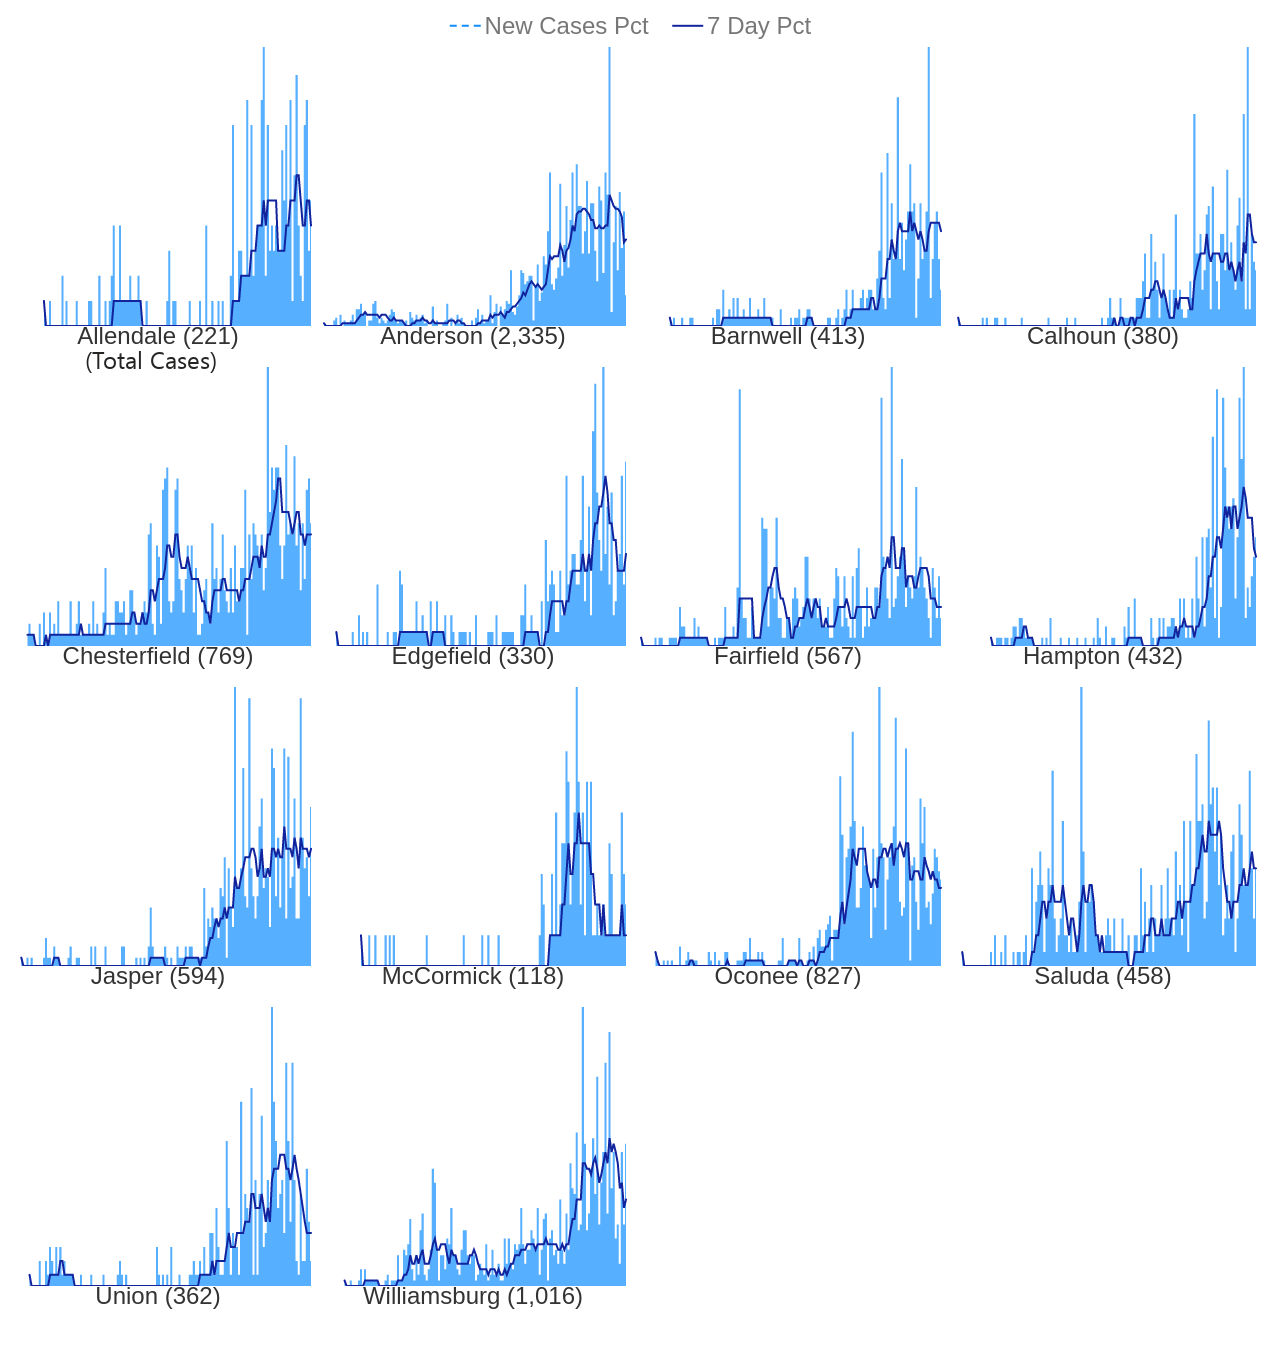 New Cases Pct 7 Day Pct
Allendale (221) Anderson (2,335) Barnwell (413) Calhoun (380)
(Total Cases)
Chesterfield (769) Edgefield (330) Fairfield (567) Hampton (432)
Jasper (594) McCormick (118) Oconee (827) Saluda (458)
Union (362) Williamsburg (1,016)